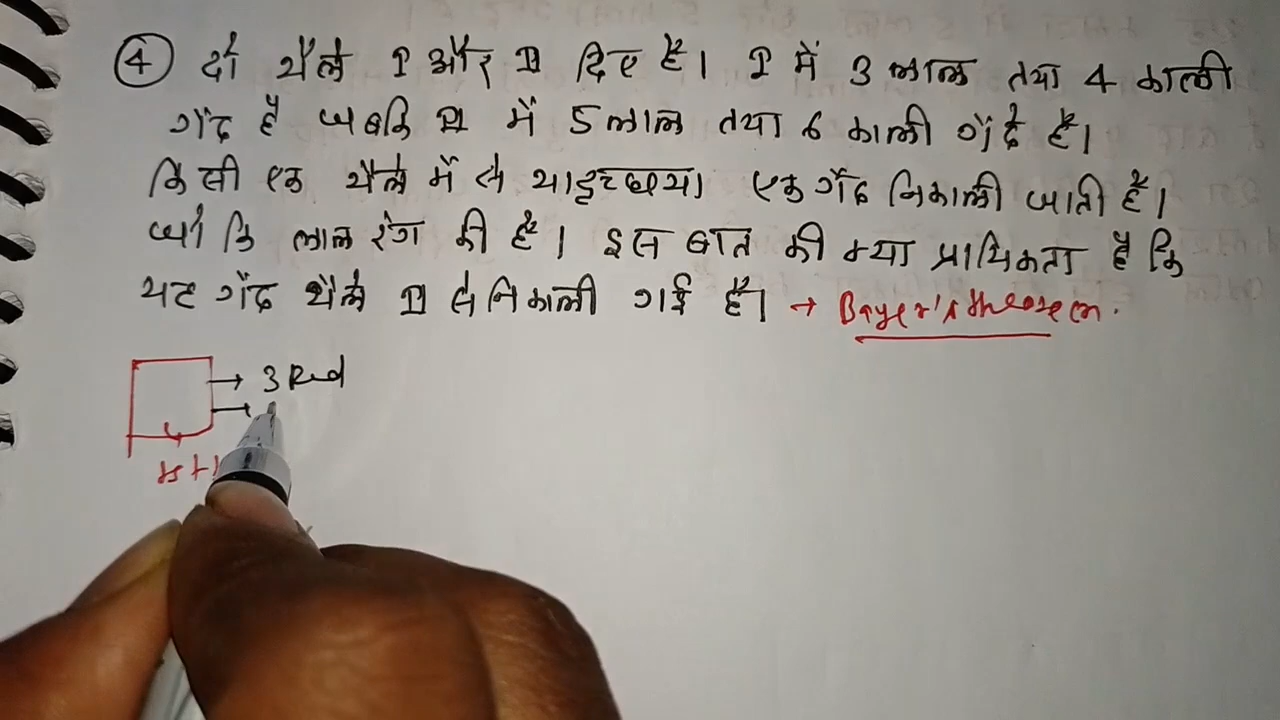 ④ दो थैले I और II दिए है। I में 3 लाल तथा 4 काली
गेंद है जबकि II में 5 लाल तथा 6 काली गेंदे है।
किसी एक थैले में से यादृच्छया एक गेंद निकाली जाती है।
जो कि लाल रंग की है। इस बात की क्या प्रायिकता है कि
यह गेंद थैले II से निकाली गई है। → Bayer's theorem.
→ 3 Red
→